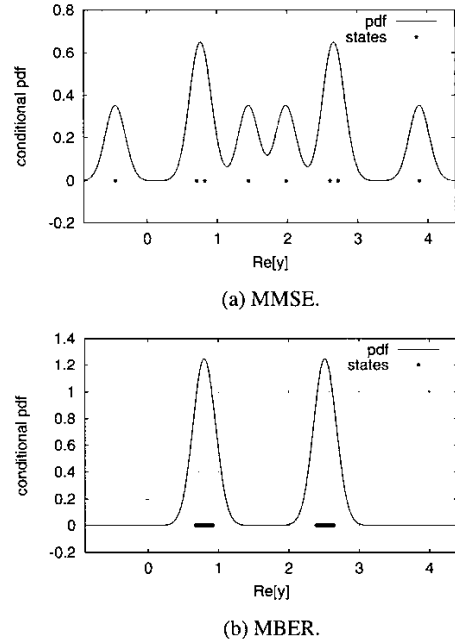 0.8
pdf
states
0.6
0.4
0.2
0
-0.2
conditional pdf
0 1 2 3 4
Re[y]
(a) MMSE.
1.4
pdf
1.2
states
1
0.8
0.6
0.4
0.2
0
-0.2
conditional pdf
0 1 2 3 4
Re[y]
(b) MBER.